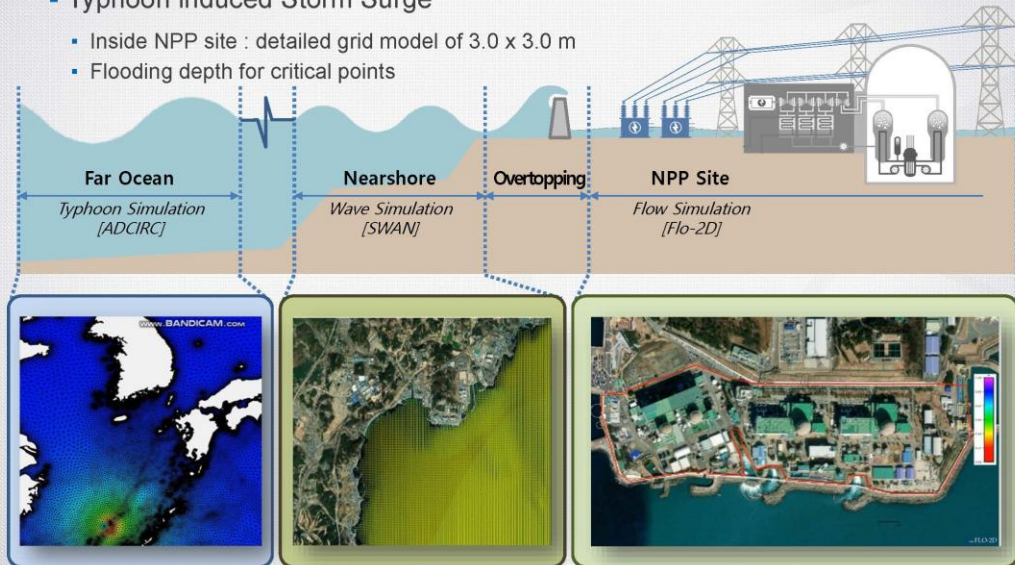 - Typhoon Induced Storm Surge
▪ Inside NPP site : detailed grid model of 3.0 x 3.0 m
▪ Flooding depth for critical points
Far Ocean
Nearshore
Overtopping
NPP Site
Typhoon Simulation
[ADCIRC]
Wave Simulation
[SWAN]
Flow Simulation
[Flo-2D]
www.BANDICAM.com
FLO-2D